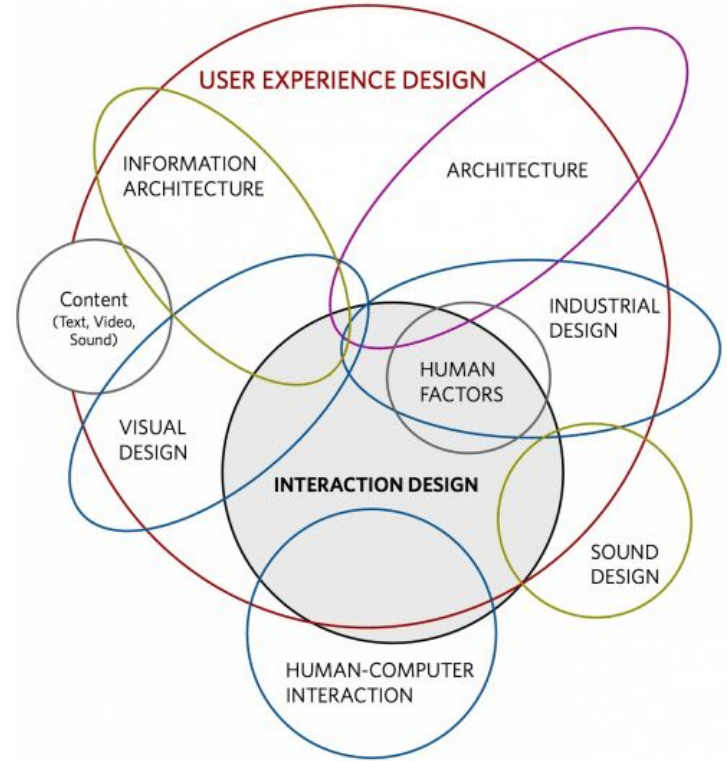 USER EXPERIENCE DESIGN
INFORMATION
ARCHITECTURE
ARCHITECTURE
Content
(Text, Video,
Sound)
INDUSTRIAL
DESIGN
HUMAN
FACTORS
VISUAL
DESIGN
INTERACTION DESIGN
SOUND
DESIGN
HUMAN-COMPUTER
INTERACTION